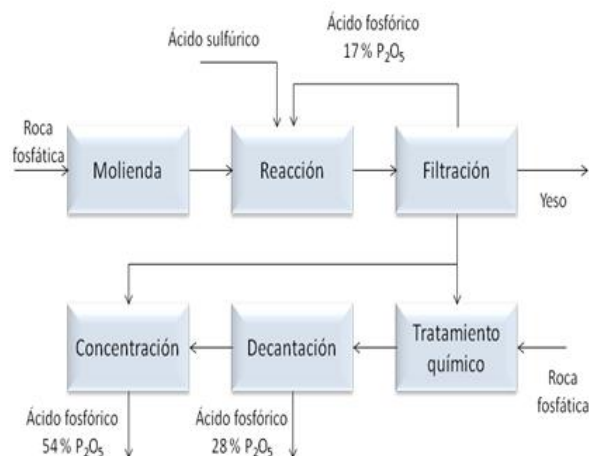 Ácido sulfúrico
Ácido fosfórico
17% P₂O₅
Roca
fosfática
Molienda
Reacción
Filtración
Yeso
Concentración
Decantación
Tratamiento
químico
Roca
fosfática
Ácido fosfórico
54% P₂O₅
Ácido fosfórico
28% P₂O₅